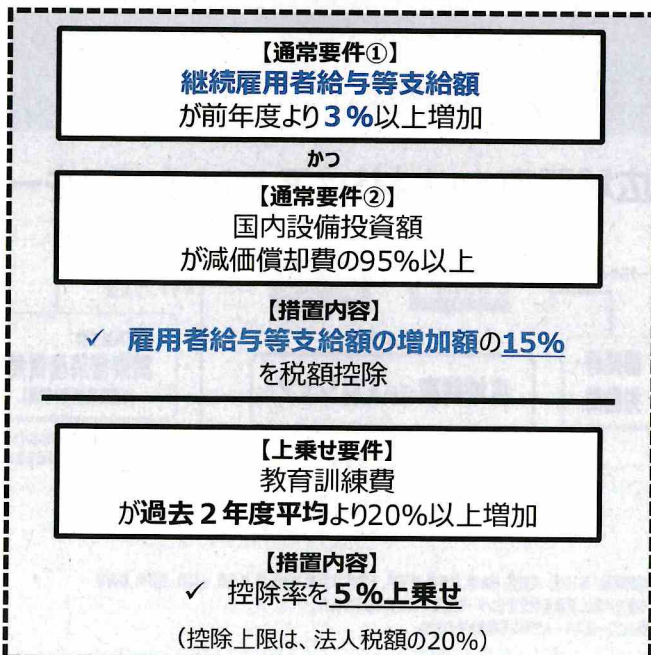 【通常要件①】
継続雇用者給与等支給額
が前年度より3%以上増加
かつ
【通常要件②】
国内設備投資額
が減価償却費の95%以上
【措置内容】
✓ 雇用者給与等支給額の増加額の15%
を税額控除
【上乗せ要件】
教育訓練費
が過去2年度平均より20%以上増加
【措置内容】
✓ 控除率を5%上乗せ
(控除上限は、法人税額の20%)